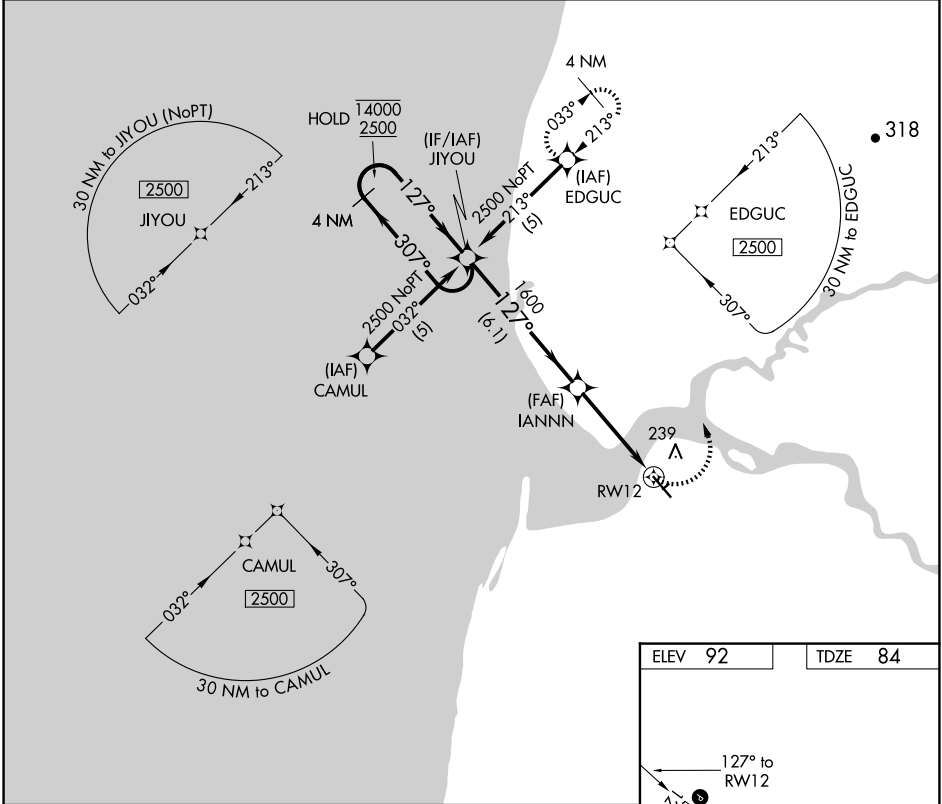 30 NM to JIYOU (NoPT)
213°
2500
JIYOU
032°
HOLD
14000
2500
4 NM
127°
307°
(IF/IAF)
JIYOU
4 NM
033°
213°
(IAF)
EDGUC
2500 NoPT
213°
(5)
2500 NoPT
032°
(5)
(IAF)
CAMUL
1600
127°
(6.1)
(FAF)
IANNN
239
RW12
318
213°
EDGUC
2500
307°
30 NM to EDGUC
CAMUL
2500
032°
307°
30 NM to CAMUL
ELEV 92
TDZE 84
127° to
RW12
P